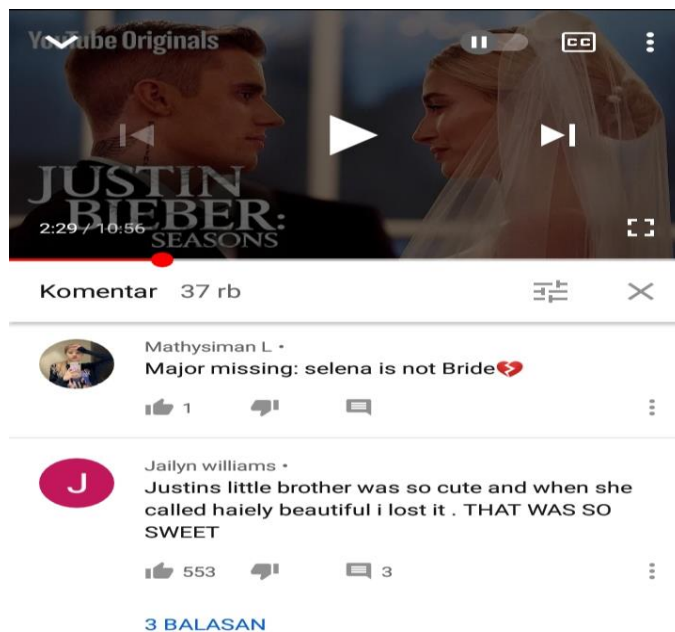 YouTube Originals
CC
JUSTIN
BIEBER:
2:29 / 10:56
SEASONS
Komentar 37 rb
Mathysiman L •
Major missing: selena is not Bride💔
1
J
Jailyn williams •
Justins little brother was so cute and when she
called haiely beautiful i lost it . THAT WAS SO
SWEET
553 3
3 BALASAN